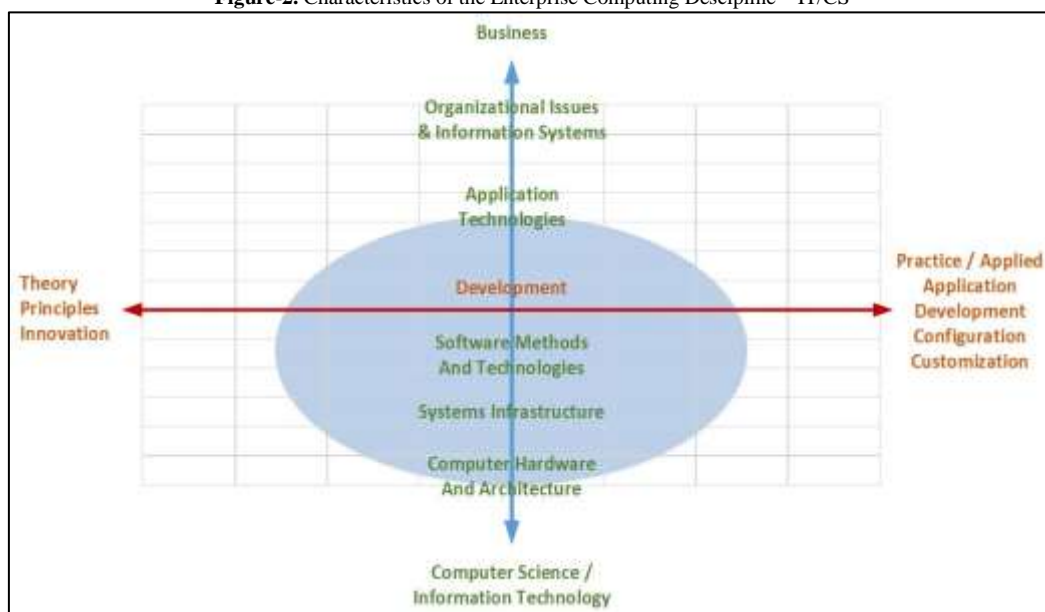 Figure-2. Characteristics of the Enterprise Computing Descipline – IT/CS
Business
Organizational Issues
& Information Systems
Application
Technologies
Development
Theory
Principles
Innovation
Practice / Applied
Application
Development
Configuration
Customization
Software Methods
And Technologies
Systems Infrastructure
Computer Hardware
And Architecture
Computer Science /
Information Technology